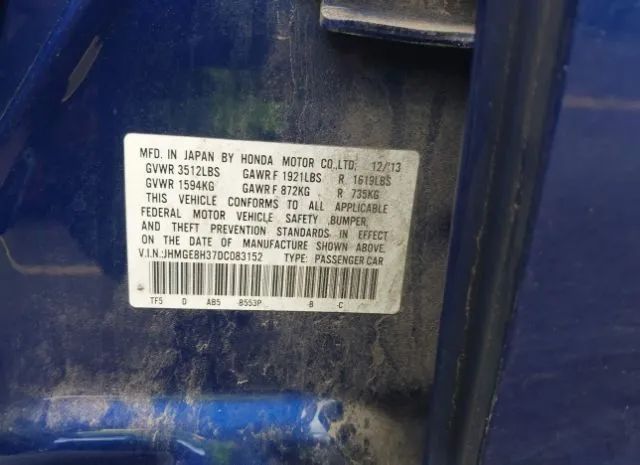 MFD. IN JAPAN BY HONDA MOTOR CO.,LTD. 12/13
GVWR 3512LBS GAWR F 1921LBS R 1619LBS
GVWR 1594KG GAWR F 872KG R 735KG
THIS VEHICLE CONFORMS TO ALL APPLICABLE
FEDERAL MOTOR VEHICLE SAFETY ,BUMPER,
AND THEFT PREVENTION STANDARDS IN EFFECT
ON THE DATE OF MANUFACTURE SHOWN ABOVE.
V.I.N.:JHMGE8H37DC083152 TYPE: PASSENGER CAR
TF5 D AB5 -B553P -B -C